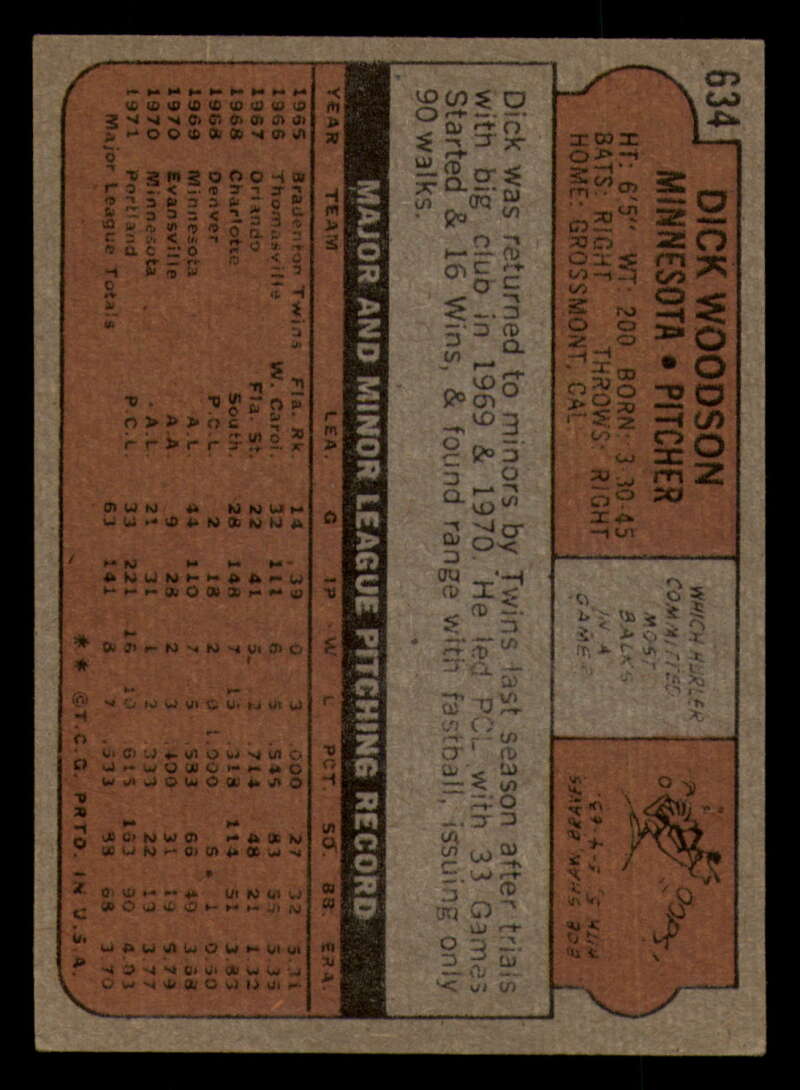 634
DICK WOODSON
MINNESOTA • PITCHER
HT: 6'5" WT: 200 BORN: 3-30-45
BATS: RIGHT THROWS: RIGHT
HOME: GROSSMONT, CAL.
WHICH HURLER
COMMITTED
MOST
BALKS
IN A
GAME?
OOPS!
BOB SHAW, BRAVES
Dick was returned to minors by Twins last season after trials
with big club in 1969 & 1970. He led PCL with 33 Games
Started & 16 Wins, & found range with fastball, issuing only
90 walks.
MAJOR AND MINOR LEAGUE PITCHING RECORD
YEAR TEAM LEA. G IP W L PCT. SO. BB. ERA.
1965 Bradenton Twins Fla. Rk 14 39 0 3 .000 27 32 5.31
1966 Thomasville W. Carol. 32 111 6 5 .545 83 55 5.35
1967 Orlando Fla. St. 22 41 5 2 .714 48 21 1.32
1968 Charlotte South. 28 148 7 15 .318 114 51 3.83
1968 Denver P.C.L. 2 18 2 0 1.000 5 1 0.50
1969 Minnesota A.L. 44 110 7 5 .583 66 49 3.68
1970 Evansville A.A. 9 28 2 3 .400 31 19 5.79
1970 Minnesota A.L. 21 31 1 2 .333 22 19 3.77
1971 Portland P.C.L. 33 221 16 10 .615 163 90 4.03
Major League Totals 63 141 8 7 .533 88 68 3.70
** ©T.C.G. PRTD. IN U.S.A.